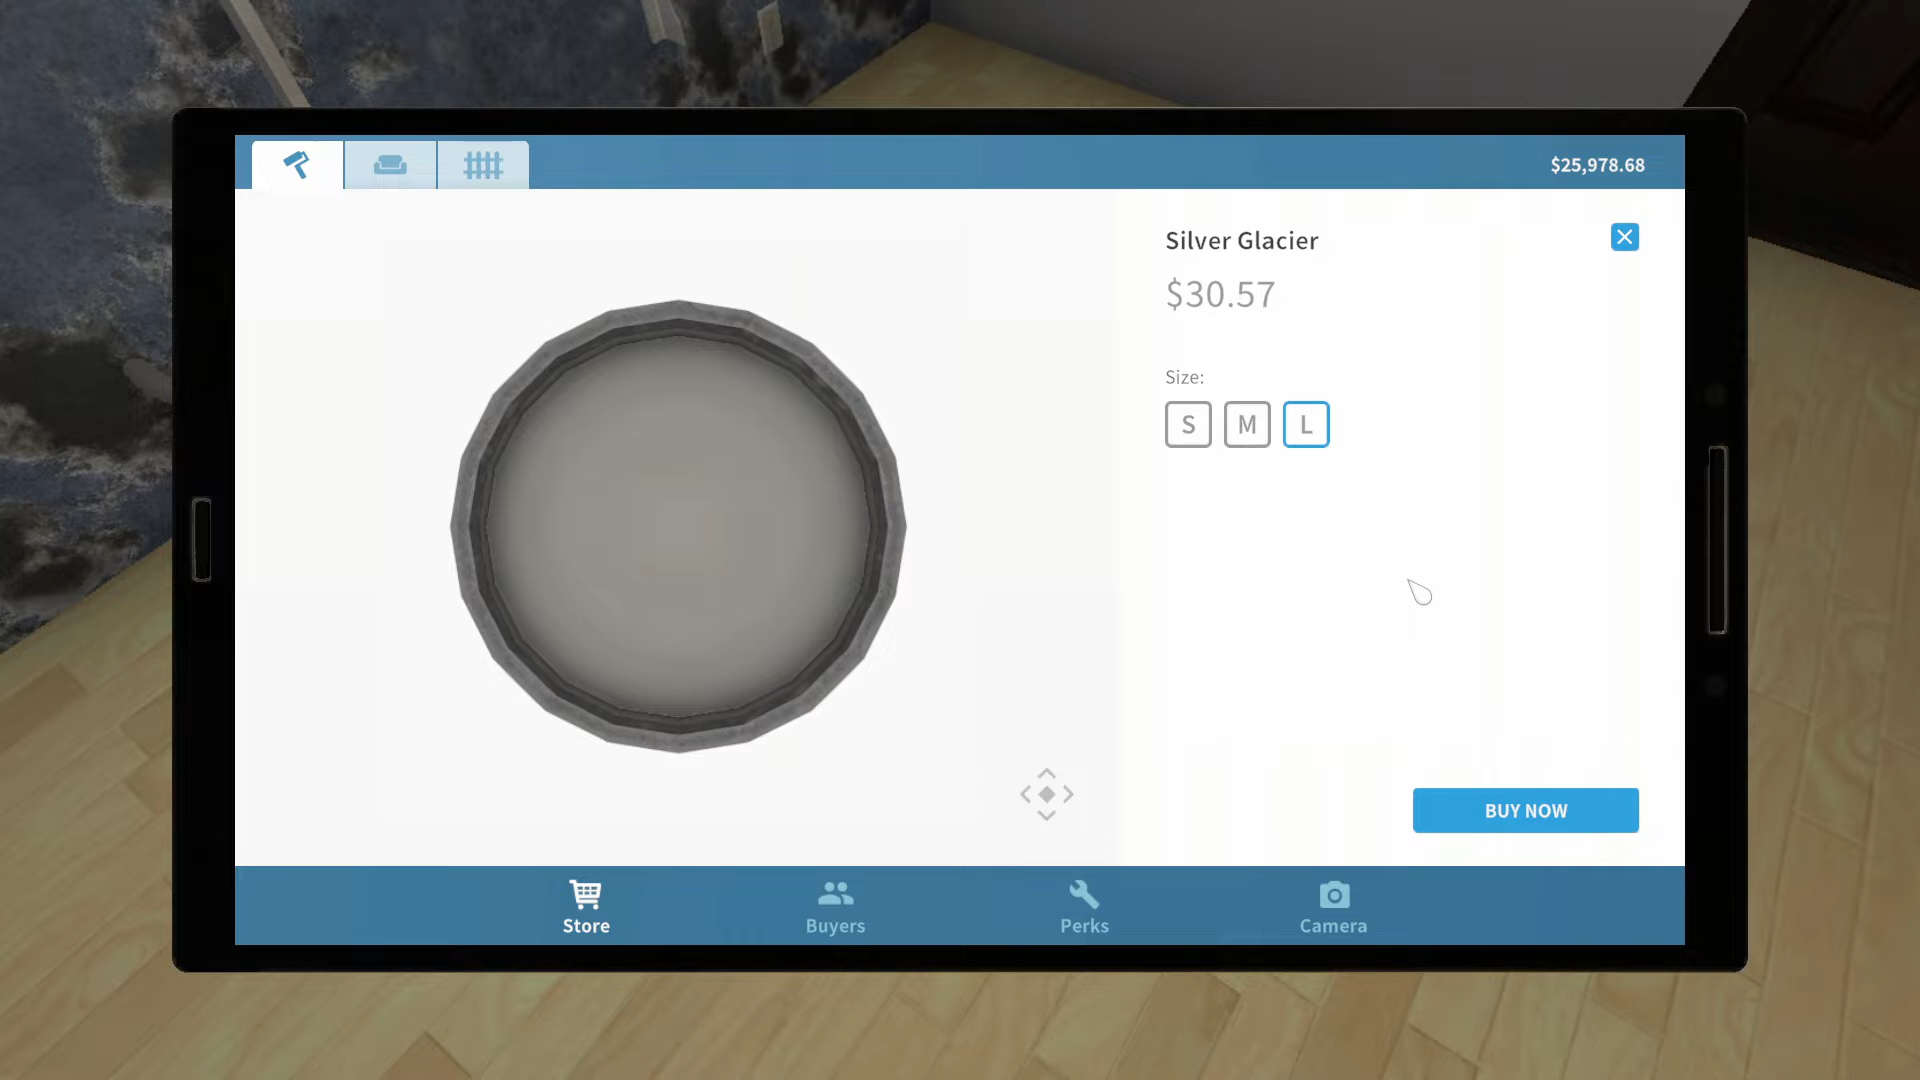 $25,978.68
Silver Glacier
$30.57
Size:
S M L
BUY NOW
Store Buyers Perks Camera